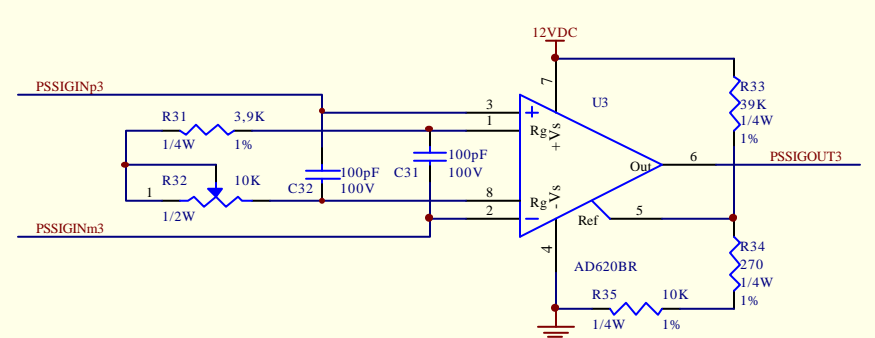 12VDC
PSSIGINp3
7
R33
39K
1/4W
1%
R31 3,9K
1/4W 1%
3
1
+
Rg
+Vs
U3
100pF
C31 100V
100pF
C32 100V
R32 10K
1
1/2W
6
Out
PSSIGOUT3
8
2
Rg
-Vs
-
Ref
5
PSSIGINm3
4
AD620BR
R34
270
1/4W
1%
R35 10K
1/4W 1%